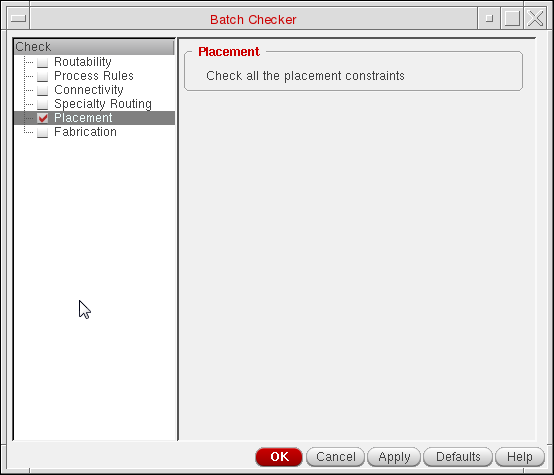 Batch Checker
Check
Routability
Process Rules
Connectivity
Specialty Routing
Placement
Fabrication
Placement
Check all the placement constraints
OK Cancel Apply Defaults Help